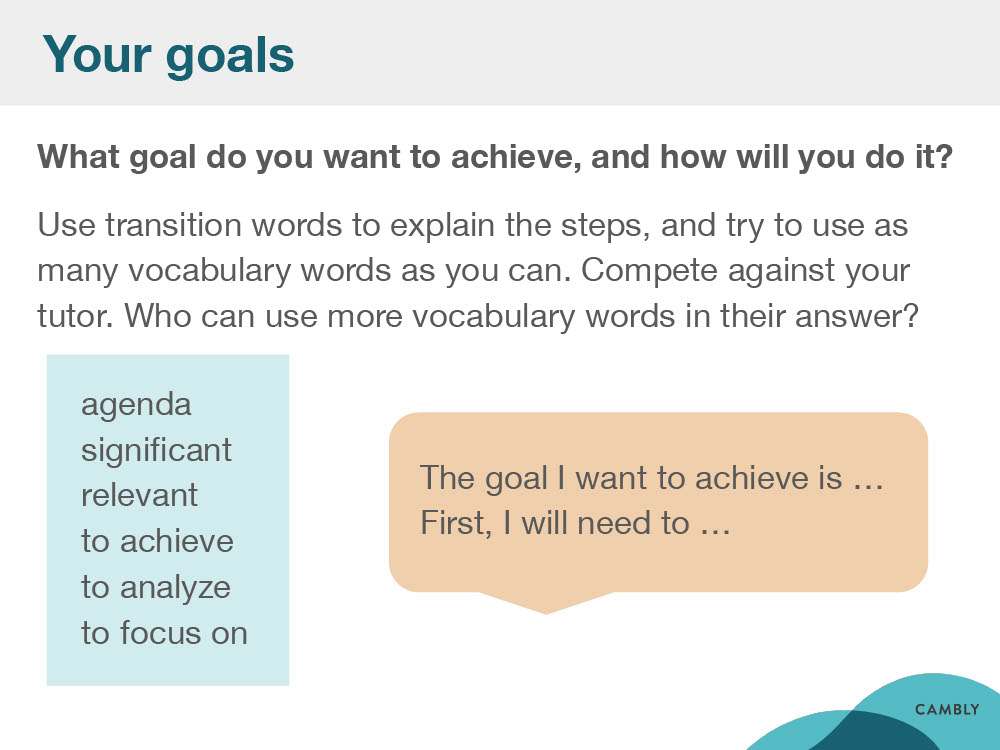 Your goals
What goal do you want to achieve, and how will you do it?
Use transition words to explain the steps, and try to use as
many vocabulary words as you can. Compete against your
tutor. Who can use more vocabulary words in their answer?
agenda
significant
relevant
to achieve
to analyze
to focus on
The goal I want to achieve is …
First, I will need to …
CAMBLY